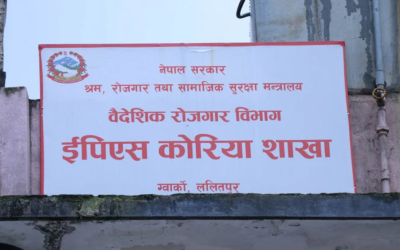 नेपाल सरकार
श्रम, रोजगार तथा सामाजिक सुरक्षा मन्त्रालय
वैदेशिक रोजगार विभाग
ईपिएस कोरिया शाखा
ग्वार्को, ललितपुर